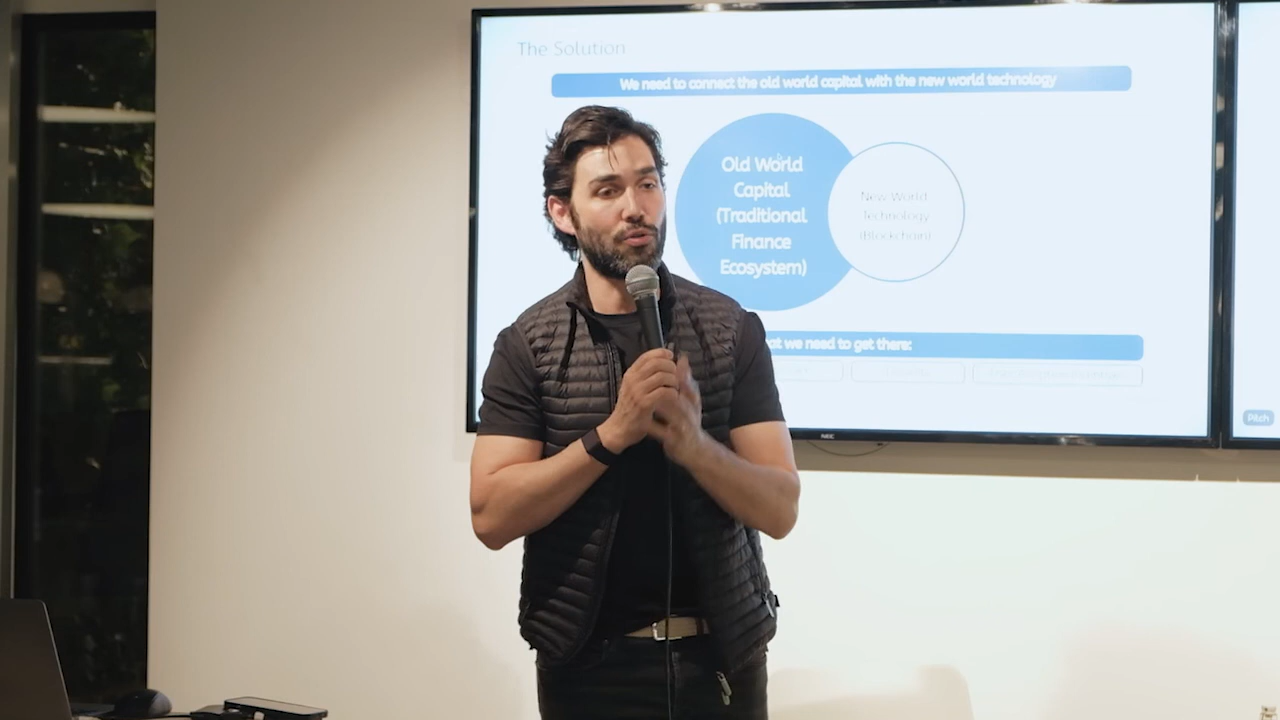 The Solution
We need to connect the old world capital with the new world technology
Old World
Capital
(Traditional
Finance
Ecosystem)
New World
Technology
(Blockchain)
we need to get there:
NEC
Pitch